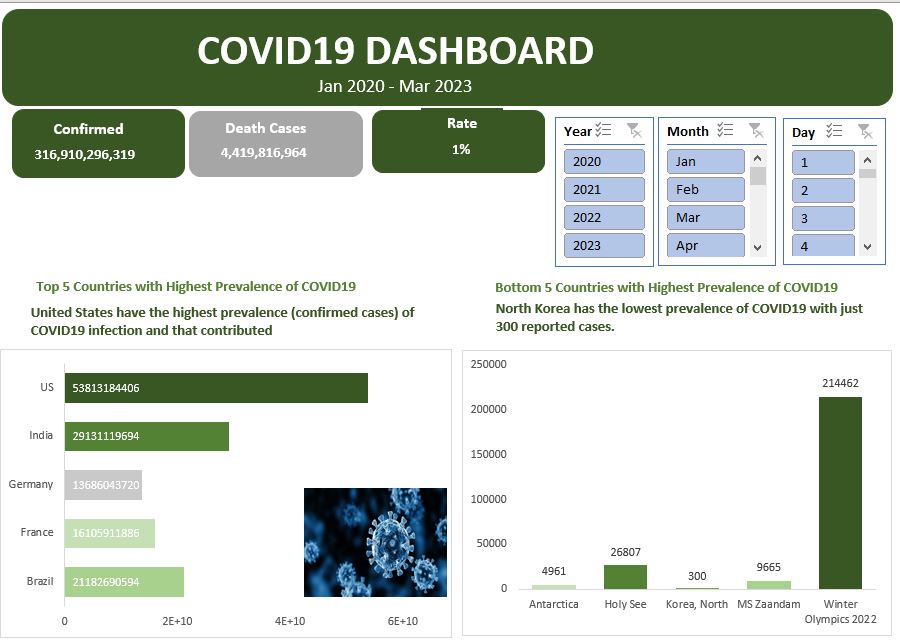 COVID19 DASHBOARD
Jan 2020 - Mar 2023
Confirmed
316,910,296,319
Death Cases
4,419,816,964
Rate
1%
Year
2020
2021
2022
2023
Month
Jan
Feb
Mar
Apr
Day
1
2
3
4
Top 5 Countries with Highest Prevalence of COVID19
United States have the highest prevalence (confirmed cases) of
COVID19 infection and that contributed
US
53813184406
India
29131119694
Germany
13686043720
France
16105911886
Brazil
21182690594
0
2E+10
4E+10
6E+10
Bottom 5 Countries with Highest Prevalence of COVID19
North Korea has the lowest prevalence of COVID19 with just
300 reported cases.
250000
200000
150000
100000
50000
0
4961
26807
300
9665
214462
Antarctica
Holy See
Korea, North
MS Zaandam
Winter
Olympics 2022